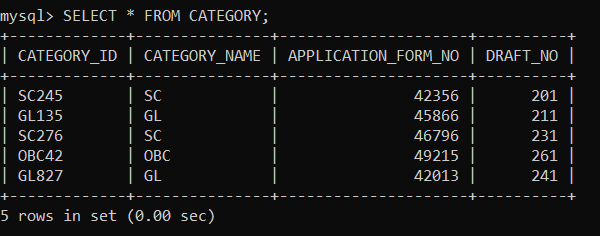 mysql> SELECT * FROM CATEGORY;
+-------------+---------------+---------------------+----------+
| CATEGORY_ID | CATEGORY_NAME | APPLICATION_FORM_NO | DRAFT_NO |
+-------------+---------------+---------------------+----------+
| SC245       | SC            |               42356 |      201 |
| GL135       | GL            |               45866 |      211 |
| SC276       | SC            |               46796 |      231 |
| OBC42       | OBC           |               49215 |      261 |
| GL827       | GL            |               42013 |      241 |
+-------------+---------------+---------------------+----------+
5 rows in set (0.00 sec)